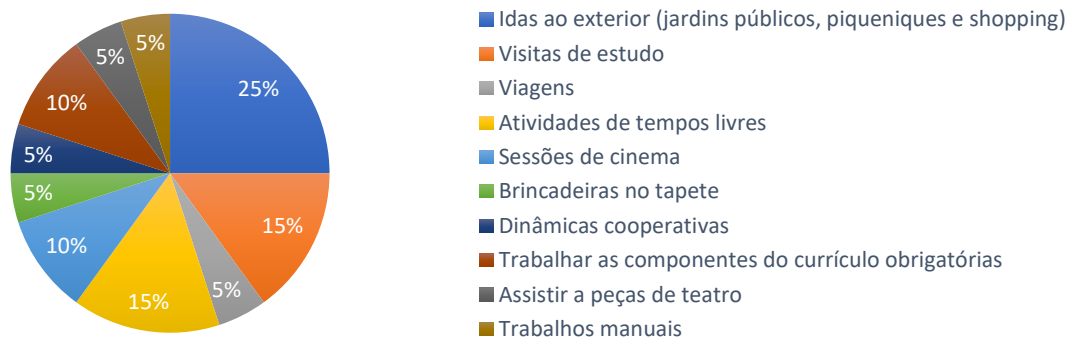 25%
15%
5%
15%
10%
5%
5%
10%
5%
5%
Idas ao exterior (jardins públicos, piqueniques e shopping)
Visitas de estudo
Viagens
Atividades de tempos livres
Sessões de cinema
Brincadeiras no tapete
Dinâmicas cooperativas
Trabalhar as componentes do currículo obrigatórias
Assistir a peças de teatro
Trabalhos manuais